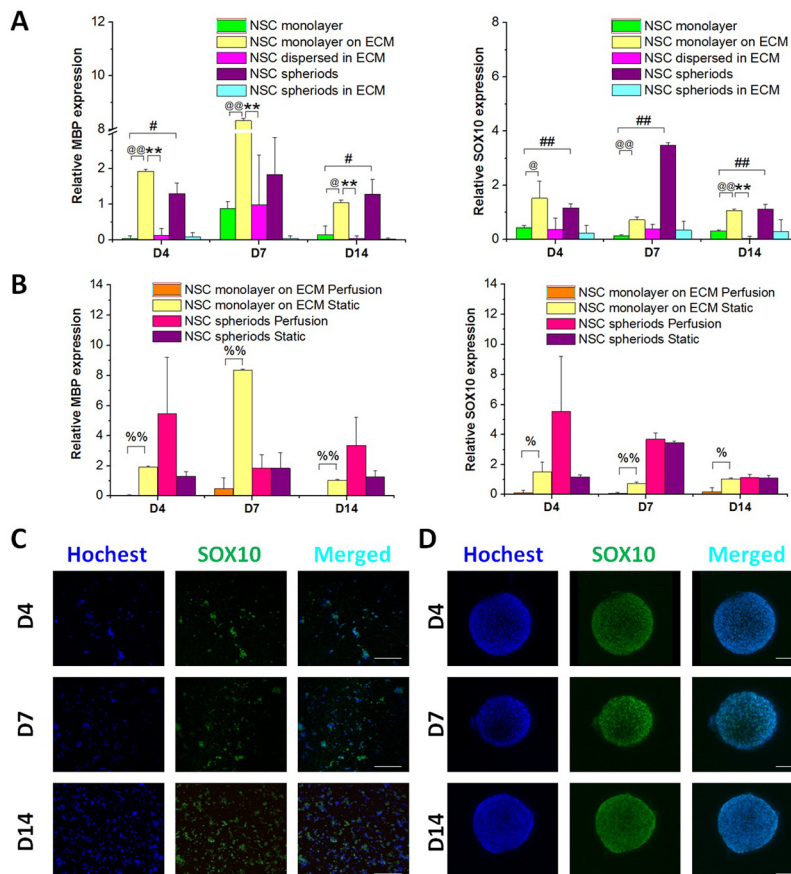 A
Relative MBP expression
12
10
8
2
1
0
NSC monolayer
NSC monolayer on ECM
NSC dispersed in ECM
NSC spheriods
NSC spheriods in ECM
#
@@ **
@@ **
#
@ **
D4 D7 D14
Relative SOX10 expression
8
6
4
2
0
NSC monolayer
NSC monolayer on ECM
NSC dispersed in ECM
NSC spheriods
NSC spheriods in ECM
##
@
##
@@
##
@@ **
D4 D7 D14
B
Relative MBP expression
14
12
10
8
6
4
2
0
NSC monolayer on ECM Perfusion
NSC monolayer on ECM Static
NSC spheriods Perfusion
NSC spheriods Static
%%
%%
%%
D4 D7 D14
Relative SOX10 expression
14
12
10
8
6
4
2
0
NSC monolayer on ECM Perfusion
NSC monolayer on ECM Static
NSC spheriods Perfusion
NSC spheriods Static
%
%%
%
D4 D7 D14
C
Hochest SOX10 Merged
D4
D7
D14
D
Hochest SOX10 Merged
D4
D7
D14